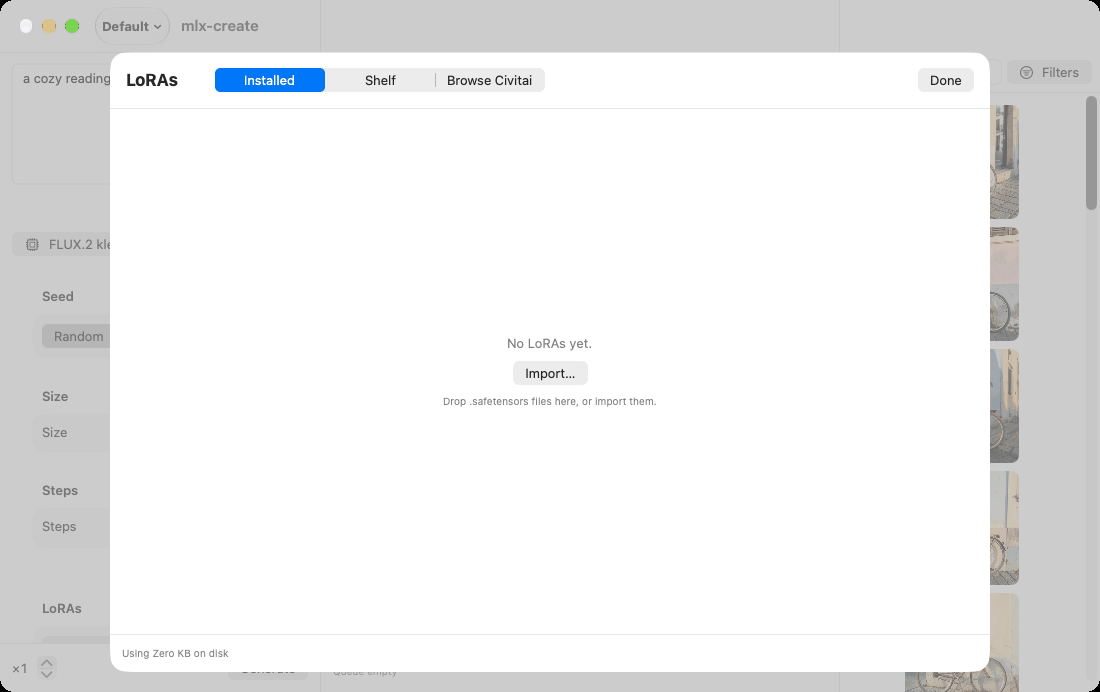 Default
mlx-create
LoRAs
Installed
Shelf
Browse Civitai
Done
a cozy reading
Filters
FLUX.2 kle
Seed
Random
Size
Size
Steps
Steps
LoRAs
No LoRAs yet.
Import...
Drop .safetensors files here, or import them.
Using Zero KB on disk
×1
Generate
Queue empty